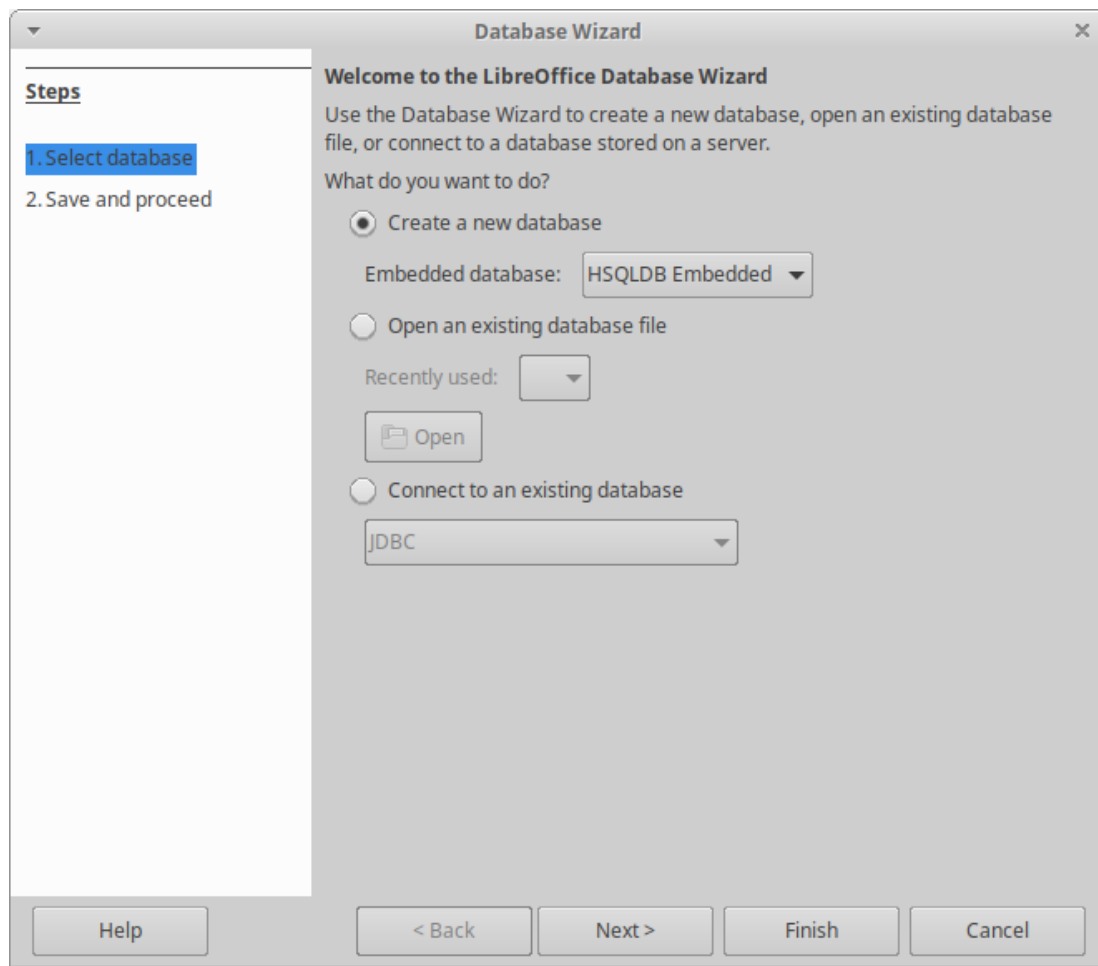 Database Wizard
Steps
1. Select database
2. Save and proceed
Welcome to the LibreOffice Database Wizard
Use the Database Wizard to create a new database, open an existing database
file, or connect to a database stored on a server.
What do you want to do?
Create a new database
Embedded database: HSQLDB Embedded
Open an existing database file
Recently used:
Open
Connect to an existing database
JDBC
Help < Back Next > Finish Cancel